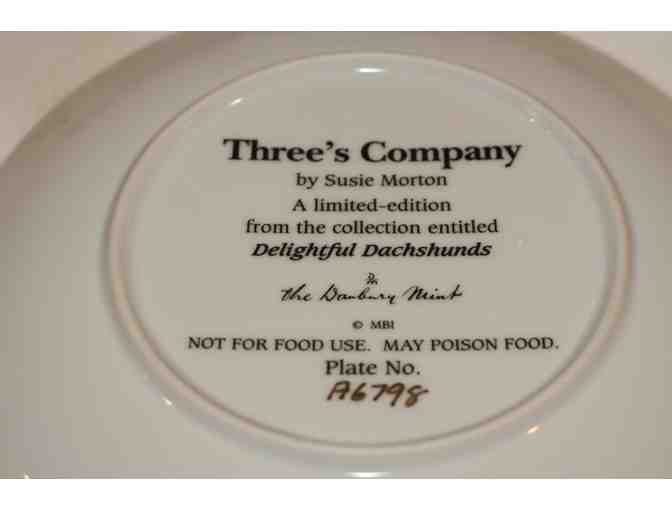 Three's Company
by Susie Morton
A limited-edition
from the collection entitled
Delightful Dachshunds
The Danbury Mint
© MBI
NOT FOR FOOD USE. MAY POISON FOOD.
Plate No.
A6798